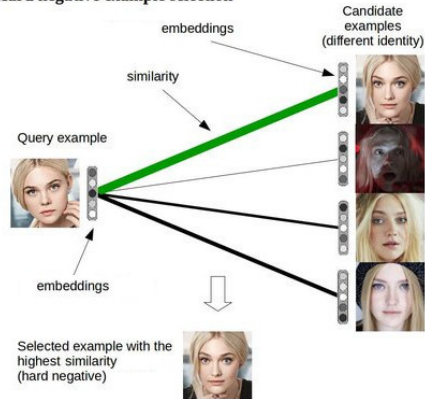 embeddings
Candidate
examples
(different identity)
similarity
Query example
embeddings
Selected example with the
highest similarity
(hard negative)